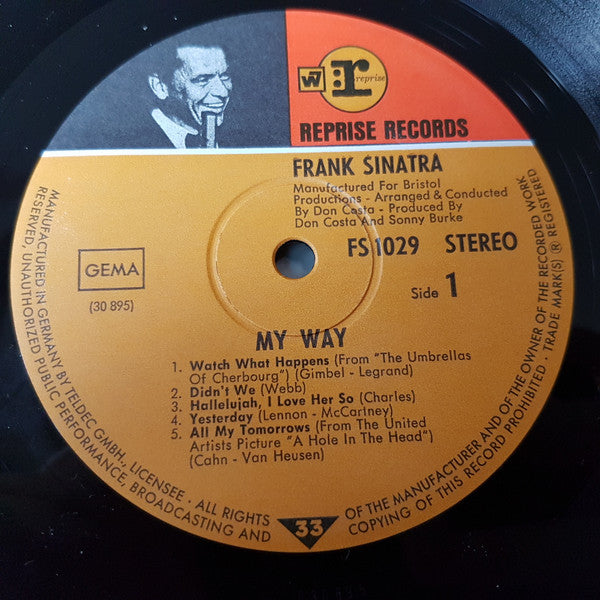 W7 r reprise
REPRISE RECORDS
FRANK SINATRA
Manufactured For Bristol
Productions - Arranged & Conducted
By Don Costa - Produced By
Don Costa And Sonny Burke
FS 1029 STEREO
GEMA
(30 895)
Side 1
MY WAY
1. Watch What Happens (From "The Umbrellas
Of Cherbourg") (Gimbel - Legrand)
2. Didn't We (Webb)
3. Hallelujah, I Love Her So (Charles)
4. Yesterday (Lennon - McCartney)
5. All My Tomorrows (From The United
Artists Picture "A Hole In The Head")
(Cahn - Van Heusen)
33
MANUFACTURED IN GERMANY BY TELDEC GMBH., LICENSEE · ALL RIGHTS
RESERVED, UNAUTHORIZED PUBLIC PERFORMANCE, BROADCASTING AND
COPYING OF THIS RECORD PROHIBITED · TRADE MARK(S) ® REGISTERED
OF THE MANUFACTURER AND OF THE OWNER OF THE RECORDED WORK